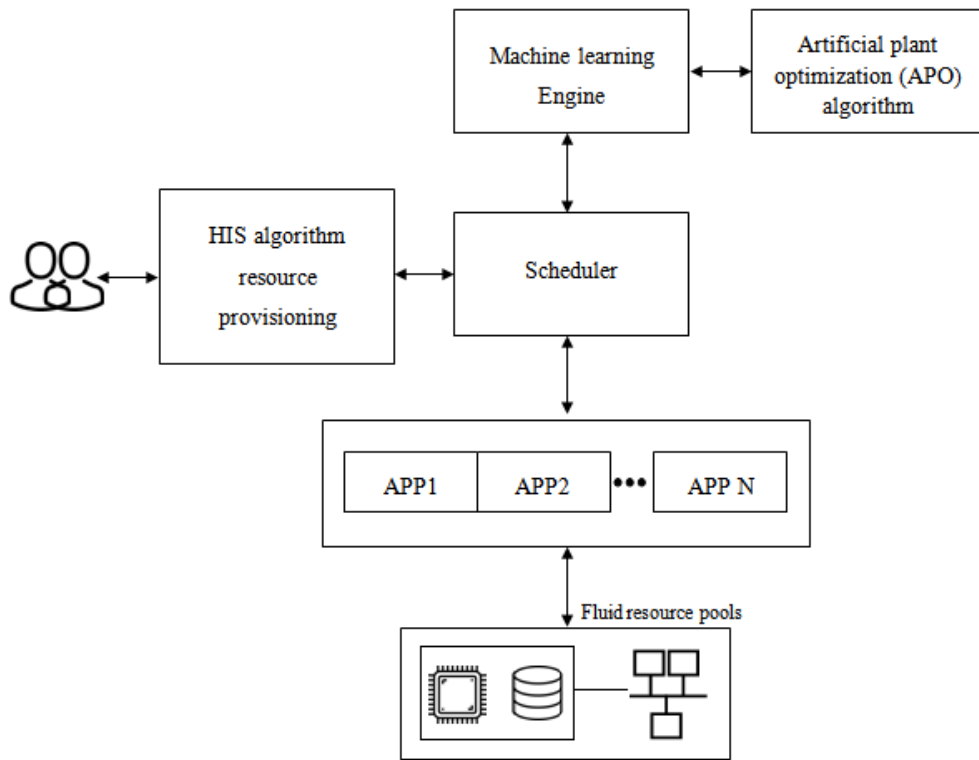 Machine learning
Engine
Artificial plant
optimization (APO)
algorithm
HIS algorithm
resource
provisioning
Scheduler
APP1
APP2
•••
APP N
Fluid resource pools